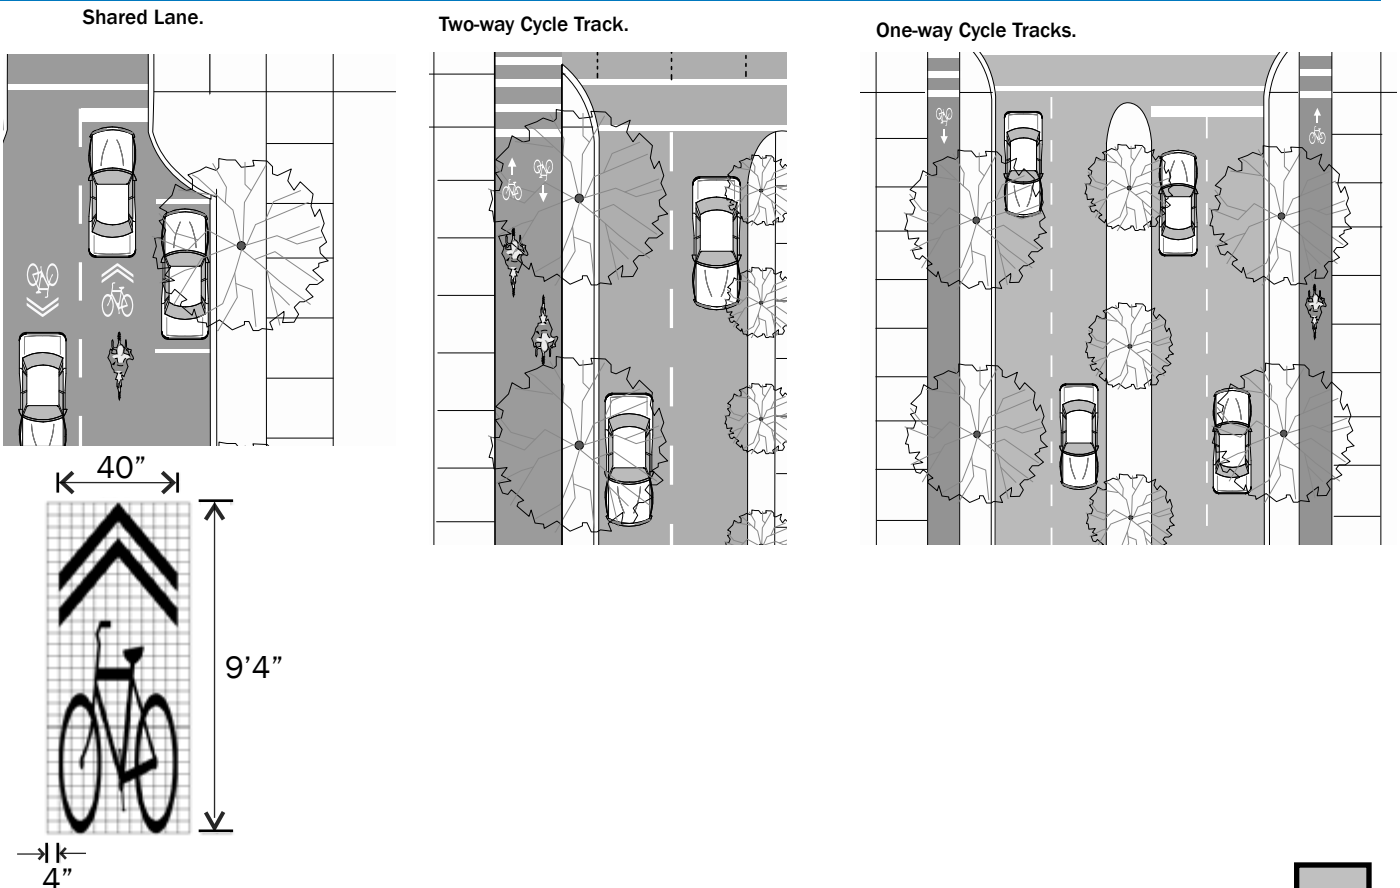 Shared Lane.
Two-way Cycle Track.
One-way Cycle Tracks.
40”
9’4”
4”